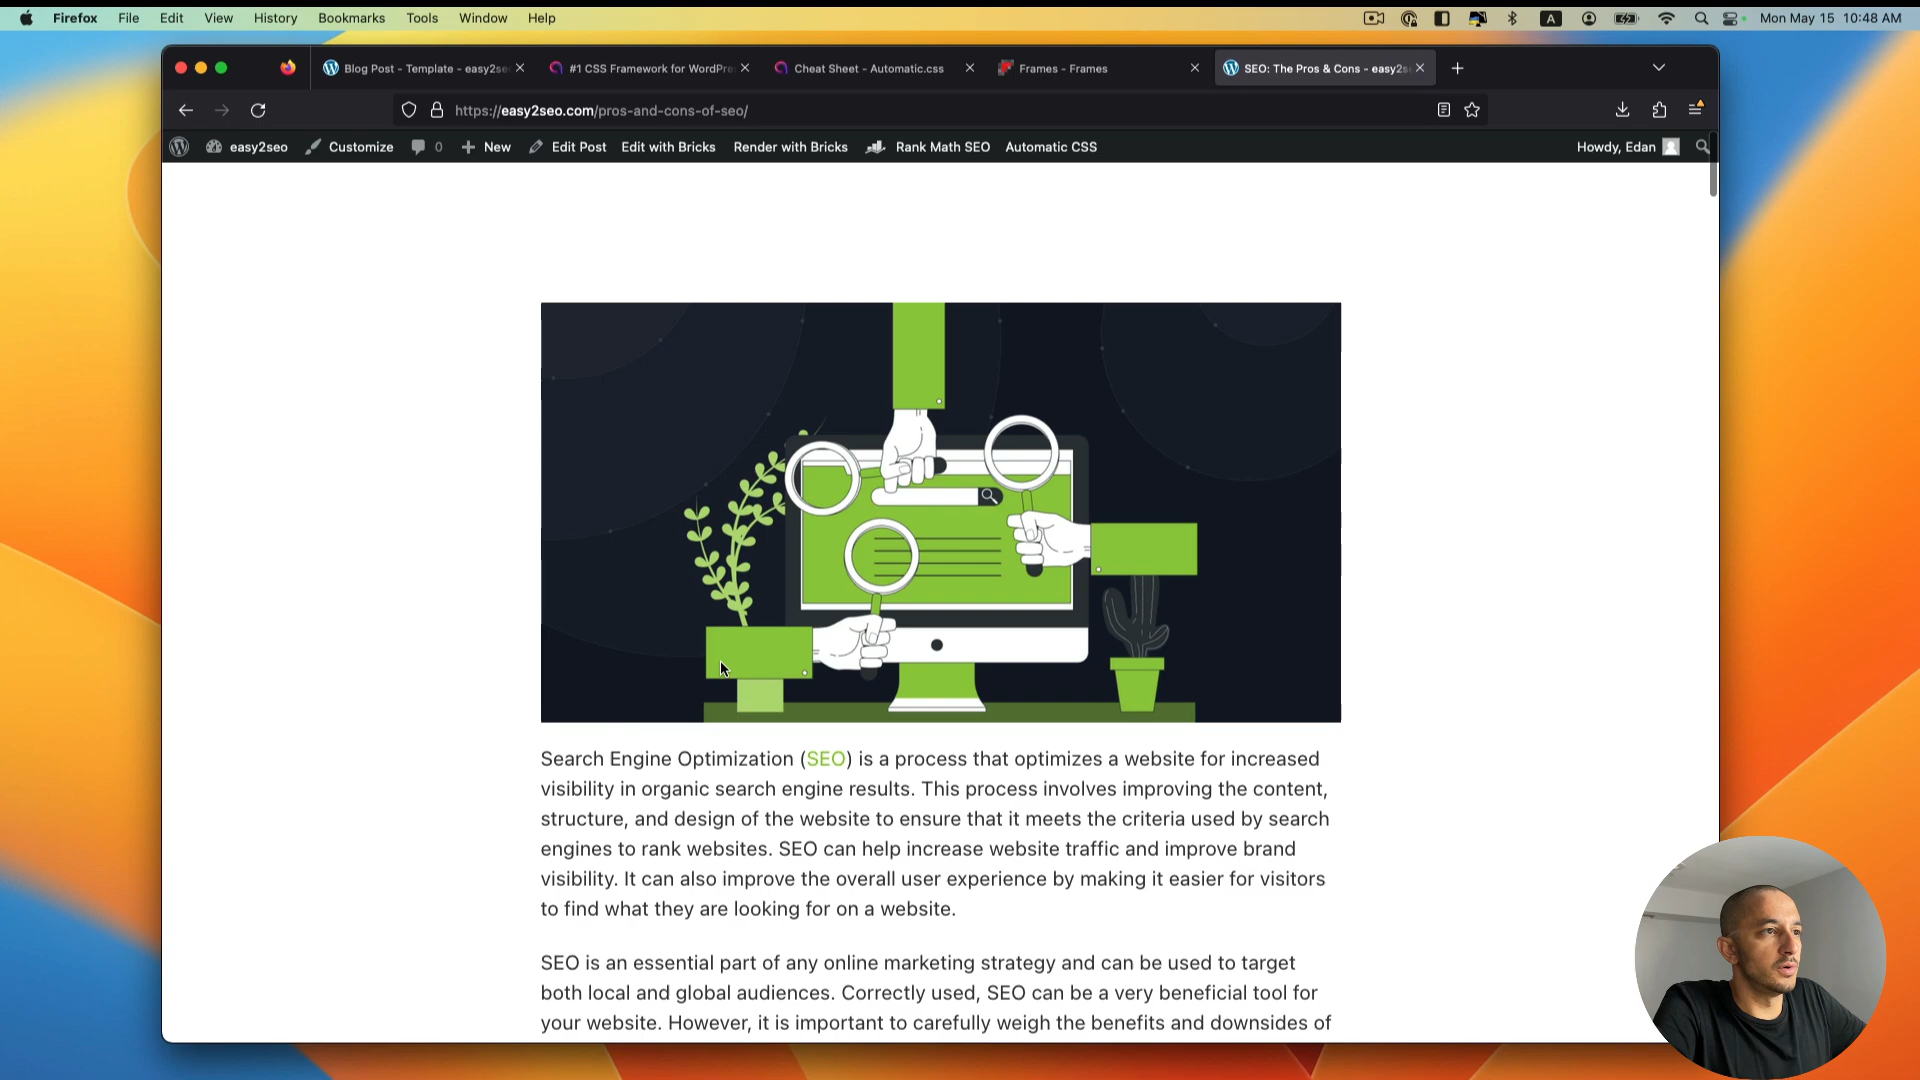 Firefox File Edit View History Bookmarks Tools Window Help
A
Mon May 15 10:48 AM
Blog Post - Template - easy2se
#1 CSS Framework for WordPre
Cheat Sheet - Automatic.css
Frames - Frames
SEO: The Pros & Cons - easy2s
https://easy2seo.com/pros-and-cons-of-seo/
easy2seo Customize 0 New Edit Post Edit with Bricks Render with Bricks Rank Math SEO Automatic CSS
Howdy, Edan
Search Engine Optimization (SEO) is a process that optimizes a website for increased
visibility in organic search engine results. This process involves improving the content,
structure, and design of the website to ensure that it meets the criteria used by search
engines to rank websites. SEO can help increase website traffic and improve brand
visibility. It can also improve the overall user experience by making it easier for visitors
to find what they are looking for on a website.
SEO is an essential part of any online marketing strategy and can be used to target
both local and global audiences. Correctly used, SEO can be a very beneficial tool for
your website. However, it is important to carefully weigh the benefits and downsides of